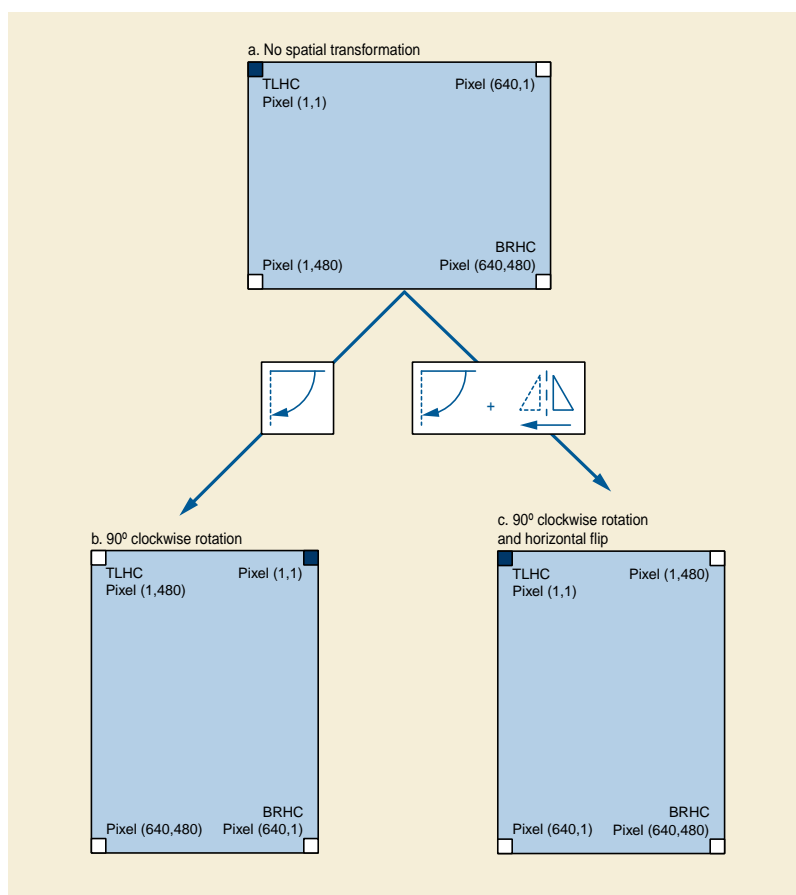 a. No spatial transformation
TLHC
Pixel (1,1)
Pixel (640,1)
BRHC
Pixel (1,480)
Pixel (640,480)
+
b. 90º clockwise rotation
TLHC
Pixel (1,480)
Pixel (1,1)
BRHC
Pixel (640,480)
Pixel (640,1)
c. 90º clockwise rotation
and horizontal flip
TLHC
Pixel (1,1)
Pixel (1,480)
BRHC
Pixel (640,1)
Pixel (640,480)